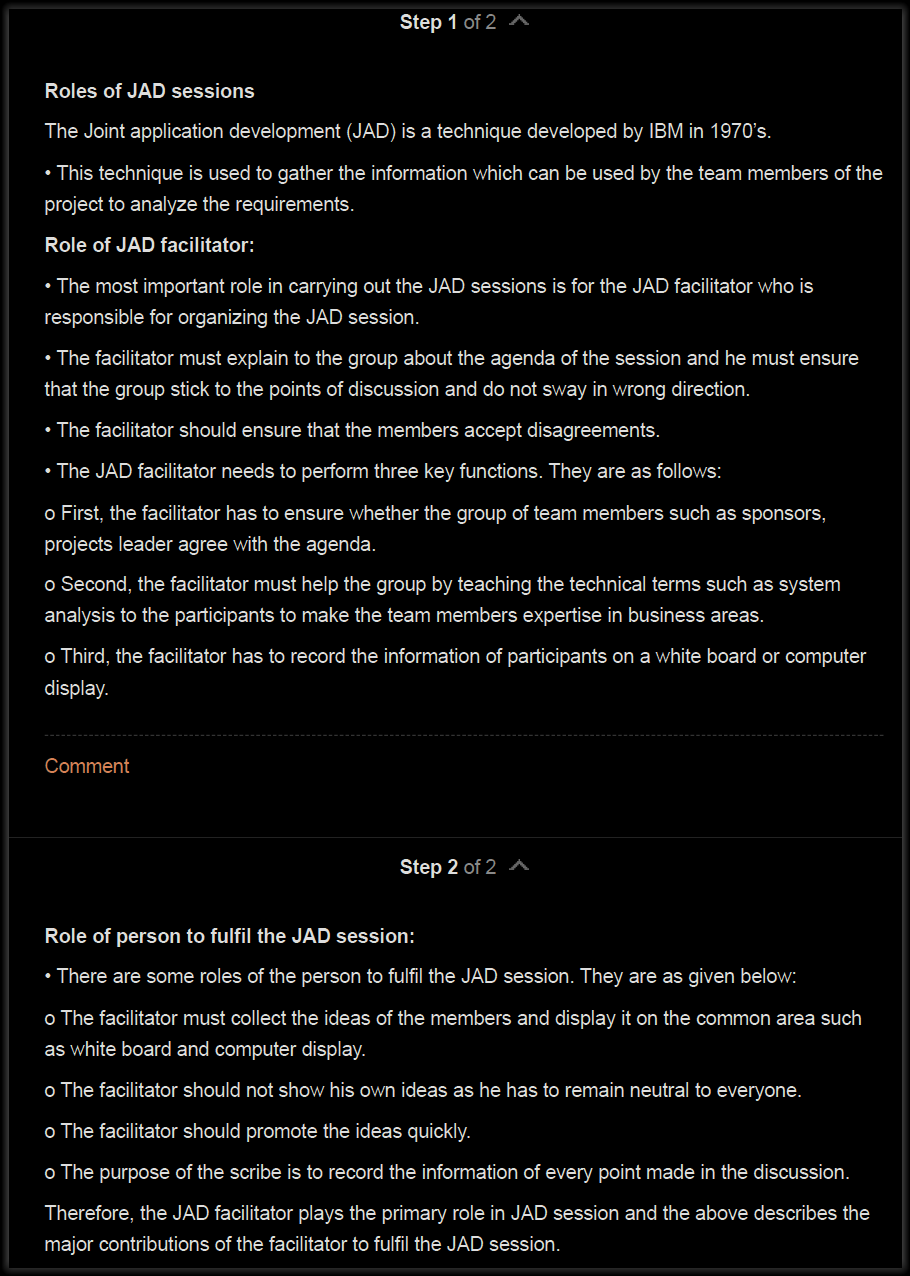 Step 1 of 2
Roles of JAD sessions
The Joint application development (JAD) is a technique developed by IBM in 1970’s.
• This technique is used to gather the information which can be used by the team members of the
project to analyze the requirements.
Role of JAD facilitator:
• The most important role in carrying out the JAD sessions is for the JAD facilitator who is
responsible for organizing the JAD session.
• The facilitator must explain to the group about the agenda of the session and he must ensure
that the group stick to the points of discussion and do not sway in wrong direction.
• The facilitator should ensure that the members accept disagreements.
• The JAD facilitator needs to perform three key functions. They are as follows:
o First, the facilitator has to ensure whether the group of team members such as sponsors,
projects leader agree with the agenda.
o Second, the facilitator must help the group by teaching the technical terms such as system
analysis to the participants to make the team members expertise in business areas.
o Third, the facilitator has to record the information of participants on a white board or computer
display.
Comment
Step 2 of 2
Role of person to fulfil the JAD session:
• There are some roles of the person to fulfil the JAD session. They are as given below:
o The facilitator must collect the ideas of the members and display it on the common area such
as white board and computer display.
o The facilitator should not show his own ideas as he has to remain neutral to everyone.
o The facilitator should promote the ideas quickly.
o The purpose of the scribe is to record the information of every point made in the discussion.
Therefore, the JAD facilitator plays the primary role in JAD session and the above describes the
major contributions of the facilitator to fulfil the JAD session.